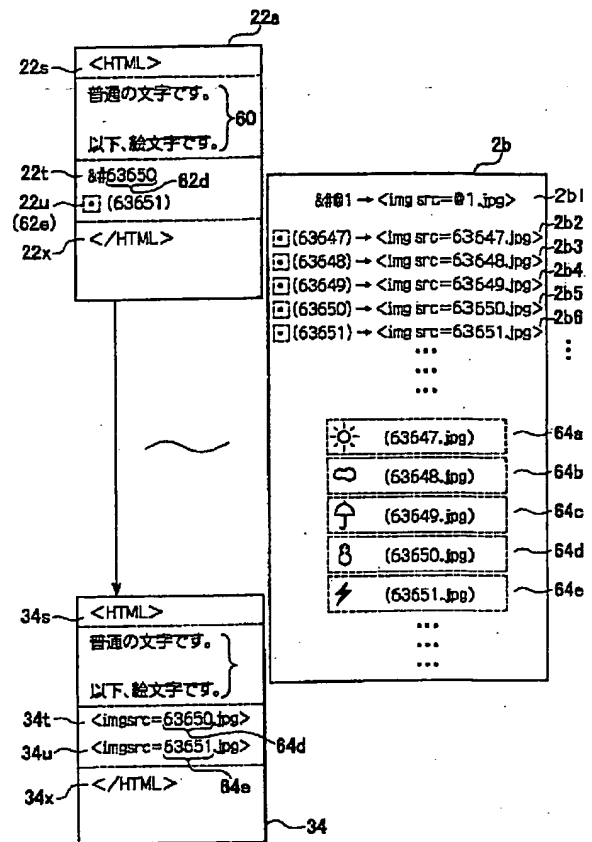 22a
22s
<HTML>
普通の文字です。
60
以下、絵文字です。
22t
&#63650
62d
22u
(63651)
(62e)
22x
</HTML>
2b
&#@1 → <img src=@1.jpg>
2b1
2b2
(63647) → <img src=63647.jpg>
2b3
(63648) → <img src=63648.jpg>
2b4
(63649) → <img src=63649.jpg>
2b5
(63650) → <img src=63650.jpg>
2b6
(63651) → <img src=63651.jpg>
(63647.jpg)
64a
(63648.jpg)
64b
(63649.jpg)
64c
(63650.jpg)
64d
(63651.jpg)
64e
34s
<HTML>
普通の文字です。
以下、絵文字です。
34t
<imgsrc=63650.jpg>
64d
34u
<imgsrc=63651.jpg>
64e
34x
</HTML>
34